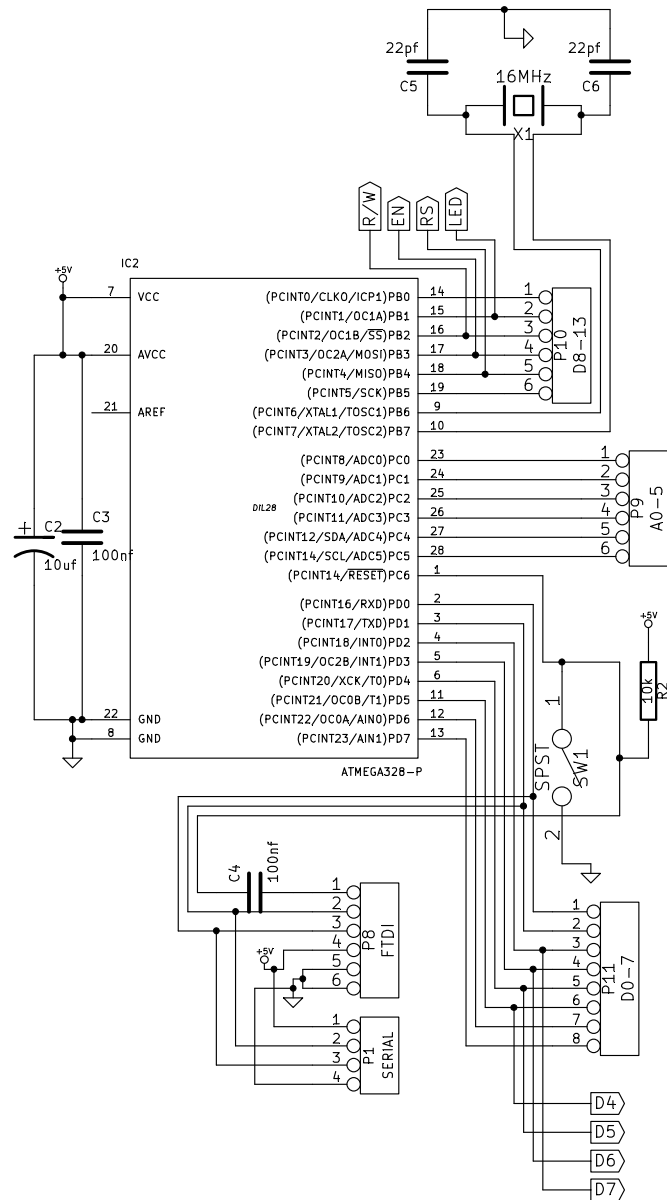 22pf
22pf
C5
C6
16MHz
X1
R/W
EN
RS
LED
IC2
+5V
7
VCC
20
AVCC
21
AREF
22
GND
8
GND
(PCINT0/CLKO/ICP1)PB0
14
(PCINT1/OC1A)PB1
15
(PCINT2/OC1B/SS)PB2
16
(PCINT3/OC2A/MOSI)PB3
17
(PCINT4/MISO)PB4
18
(PCINT5/SCK)PB5
19
(PCINT6/XTAL1/TOSC1)PB6
9
(PCINT7/XTAL2/TOSC2)PB7
10
(PCINT8/ADC0)PC0
23
(PCINT9/ADC1)PC1
24
(PCINT10/ADC2)PC2
25
(PCINT11/ADC3)PC3
26
(PCINT12/SDA/ADC4)PC4
27
(PCINT14/SCL/ADC5)PC5
28
(PCINT14/RESET)PC6
1
(PCINT16/RXD)PD0
2
(PCINT17/TXD)PD1
3
(PCINT18/INT0)PD2
4
(PCINT19/OC2B/INT1)PD3
5
(PCINT20/XCK/T0)PD4
6
(PCINT21/OC0B/T1)PD5
11
(PCINT22/OC0A/AIN0)PD6
12
(PCINT23/AIN1)PD7
13
DIL28
ATMEGA328-P
1
2
3
4
5
6
P10
D8-13
1
2
3
4
5
6
P9
A0-5
C2
10uf
C3
100nf
+5V
10k
R2
1
SPST
SW1
2
C4
100nf
1
2
3
4
5
6
P8
FTDI
+5V
1
2
3
4
P1
SERIAL
1
2
3
4
5
6
7
8
P11
D0-7
D4
D5
D6
D7